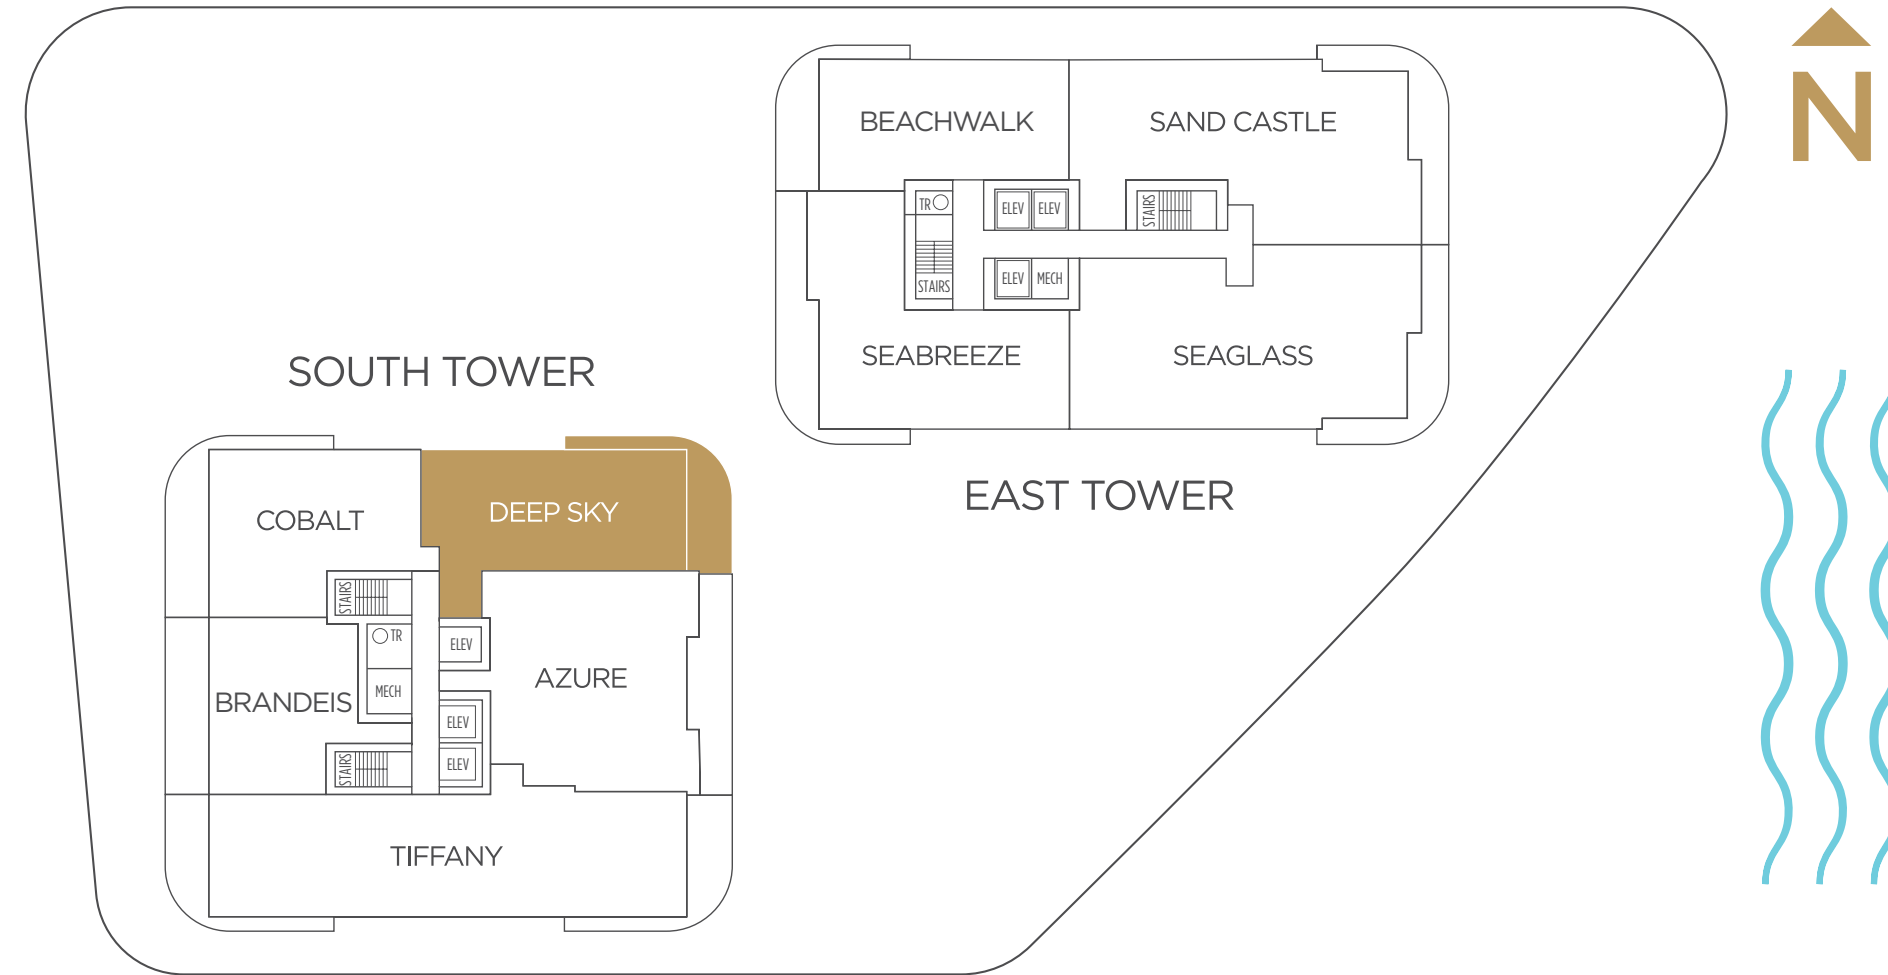 N
BEACHWALK
SAND CASTLE
TR
ELEV
ELEV
STAIRS
STAIRS
ELEV
MECH
SEABREEZE
SEAGLASS
EAST TOWER
SOUTH TOWER
COBALT
DEEP SKY
STAIRS
TR
ELEV
MECH
BRANDEIS
AZURE
ELEV
STAIRS
ELEV
TIFFANY